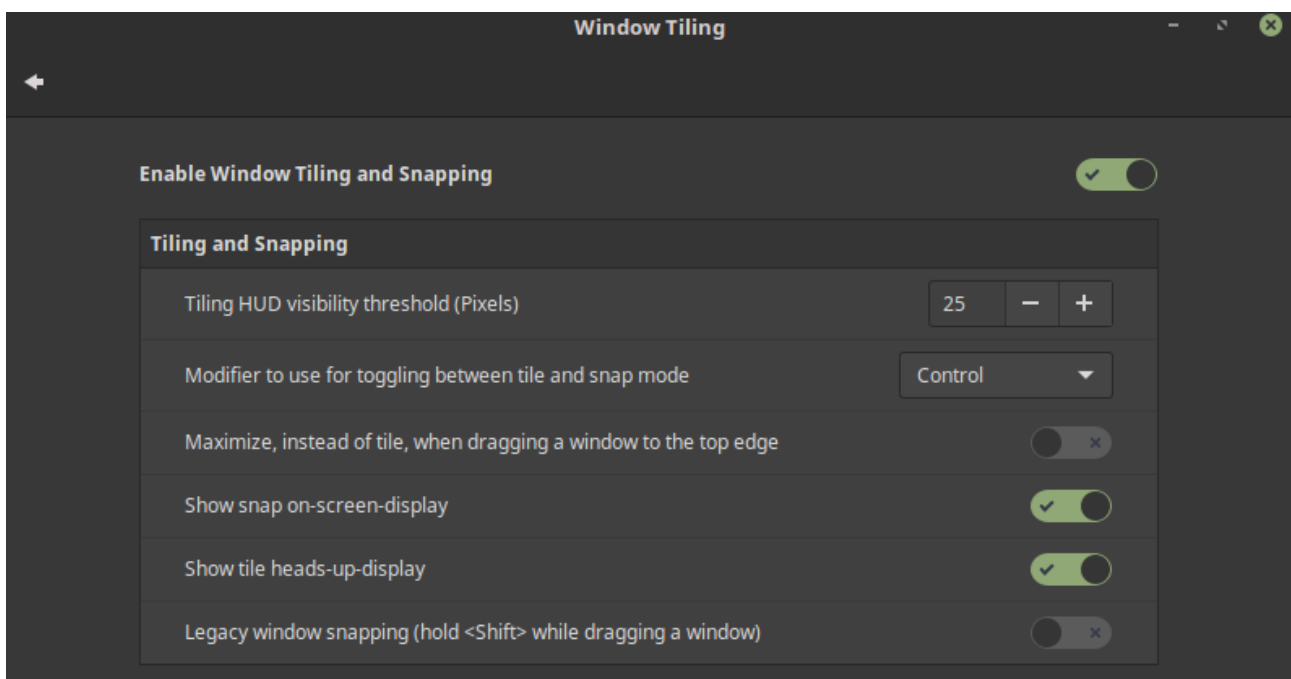 Window Tiling
Enable Window Tiling and Snapping
Tiling and Snapping
Tiling HUD visibility threshold (Pixels) 25 − +
Modifier to use for toggling between tile and snap mode Control
Maximize, instead of tile, when dragging a window to the top edge
Show snap on-screen-display
Show tile heads-up-display
Legacy window snapping (hold <Shift> while dragging a window)